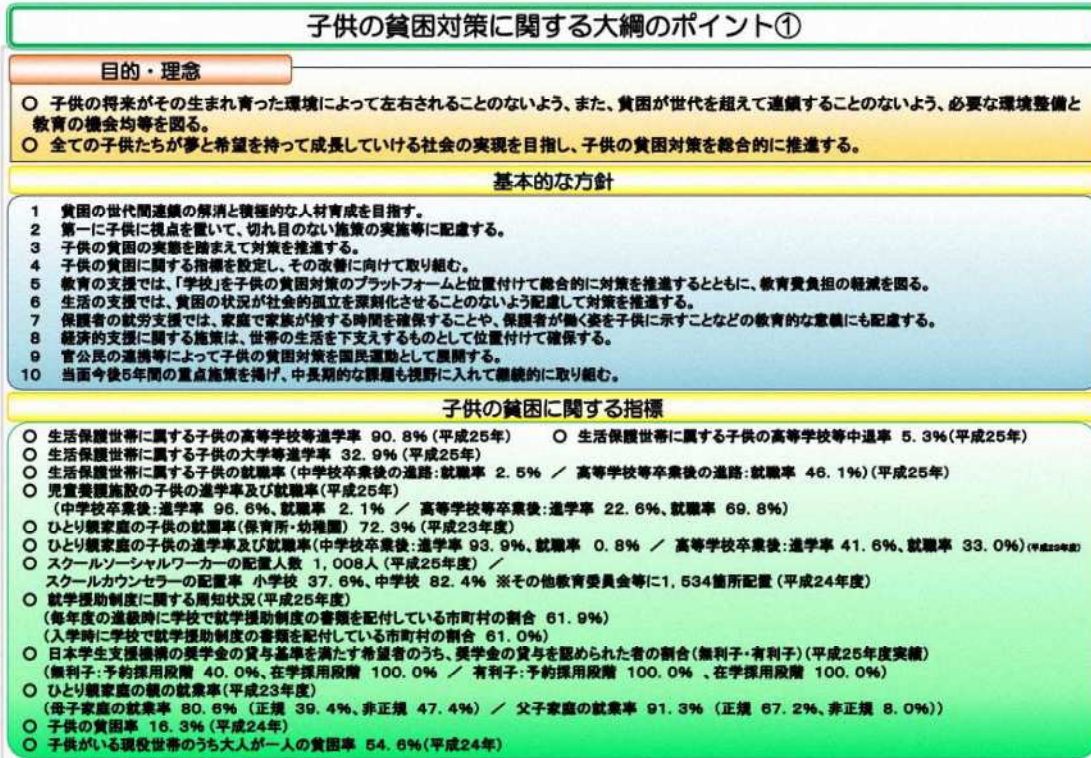 子供の貧困対策に関する大綱のポイント①
目的・理念
○ 子供の将来がその生まれ育った環境によって左右されることのないよう、また、貧困が世代を超えて連鎖することのないよう、必要な環境整備と
教育の機会均等を図る。
○ 全ての子供たちが夢と希望を持って成長していける社会の実現を目指し、子供の貧困対策を総合的に推進する。
基本的な方針
1 貧困の世代間連鎖の解消と積極的な人材育成を目指す。
2 第一に子供に視点を置いて、切れ目のない施策の実施等に配慮する。
3 子供の貧困の実態を踏まえて対策を推進する。
4 子供の貧困に関する指標を設定し、その改善に向けて取り組む。
5 教育の支援では、「学校」を子供の貧困対策のプラットフォームと位置付けて総合的に対策を推進するとともに、教育費負担の軽減を図る。
6 生活の支援では、貧困の状況が社会的孤立を深刻化させることのないよう配慮して対策を推進する。
7 保護者の就労支援では、家庭で家族が接する時間を確保することや、保護者が働く姿を子供に示すことなどの教育的な意義にも配慮する。
8 経済的支援に関する施策は、世帯の生活を下支えするものとして位置付けて確保する。
9 官公民の連携等によって子供の貧困対策を国民運動として展開する。
10 当面今後5年間の重点施策を掲げ、中長期的な課題も視野に入れて継続的に取り組む。
子供の貧困に関する指標
○ 生活保護世帯に属する子供の高等学校等進学率 90.8%(平成25年) ○ 生活保護世帯に属する子供の高等学校等中退率 5.3%(平成25年)
○ 生活保護世帯に属する子供の大学等進学率 32.9%(平成25年)
○ 生活保護世帯に属する子供の就職率(中学校卒業後の進路:就職率 2.5% / 高等学校等卒業後の進路:就職率 46.1%)(平成25年)
○ 児童養護施設の子供の進学率及び就職率(平成25年)
(中学校卒業後:進学率 96.6%、就職率 2.1% / 高等学校等卒業後:進学率 22.6%、就職率 69.8%)
○ ひとり親家庭の子供の就園率(保育所・幼稚園) 72.3%(平成23年度)
○ ひとり親家庭の子供の進学率及び就職率(中学校卒業後:進学率 93.9%、就職率 0.8% / 高等学校卒業後:進学率 41.6%、就職率 33.0%)(平成23年度)
○ スクールソーシャルワーカーの配置人数 1,008人(平成25年度) /
スクールカウンセラーの配置率 小学校 37.6%、中学校 82.4% ※その他教育委員会等に1,534箇所配置(平成24年度)
○ 就学援助制度に関する周知状況(平成25年度)
(毎年度の進級時に学校で就学援助制度の書類を配付している市町村の割合 61.9%)
(入学時に学校で就学援助制度の書類を配付している市町村の割合 61.0%)
○ 日本学生支援機構の奨学金の貸与基準を満たす希望者のうち、奨学金の貸与を認められた者の割合(無利子・有利子)(平成25年度実績)
(無利子:予約採用段階 40.0%、在学採用段階 100.0% / 有利子:予約採用段階 100.0% 、在学採用段階 100.0%)
○ ひとり親家庭の親の就業率(平成23年度)
(母子家庭の就業率 80.6% (正規 39.4%、非正規 47.4%) / 父子家庭の就業率 91.3% (正規 67.2%、非正規 8.0%))
○ 子供の貧困率 16.3%(平成24年)
○ 子供がいる現役世帯のうち大人が一人の貧困率 54.6%(平成24年)